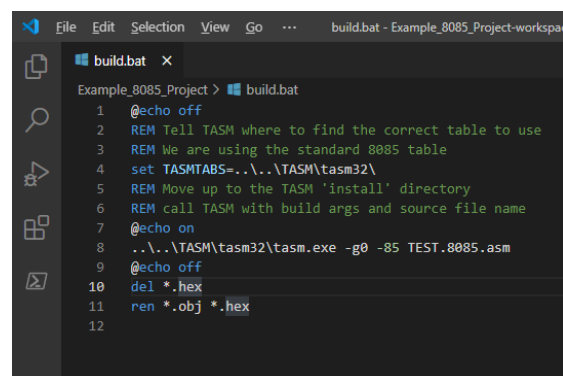 File Edit Selection View Go ··· build.bat - Example_8085_Project-workspa
build.bat ×
Example_8085_Project > build.bat
1 @echo off
2 REM Tell TASM where to find the correct table to use
3 REM We are using the standard 8085 table
4 set TASMTABS=..\..\TASM\tasm32\
5 REM Move up to the TASM 'install' directory
6 REM call TASM with build args and source file name
7 @echo on
8 ..\..\TASM\tasm32\tasm.exe -g0 -85 TEST.8085.asm
9 @echo off
10 del *.hex
11 ren *.obj *.hex
12